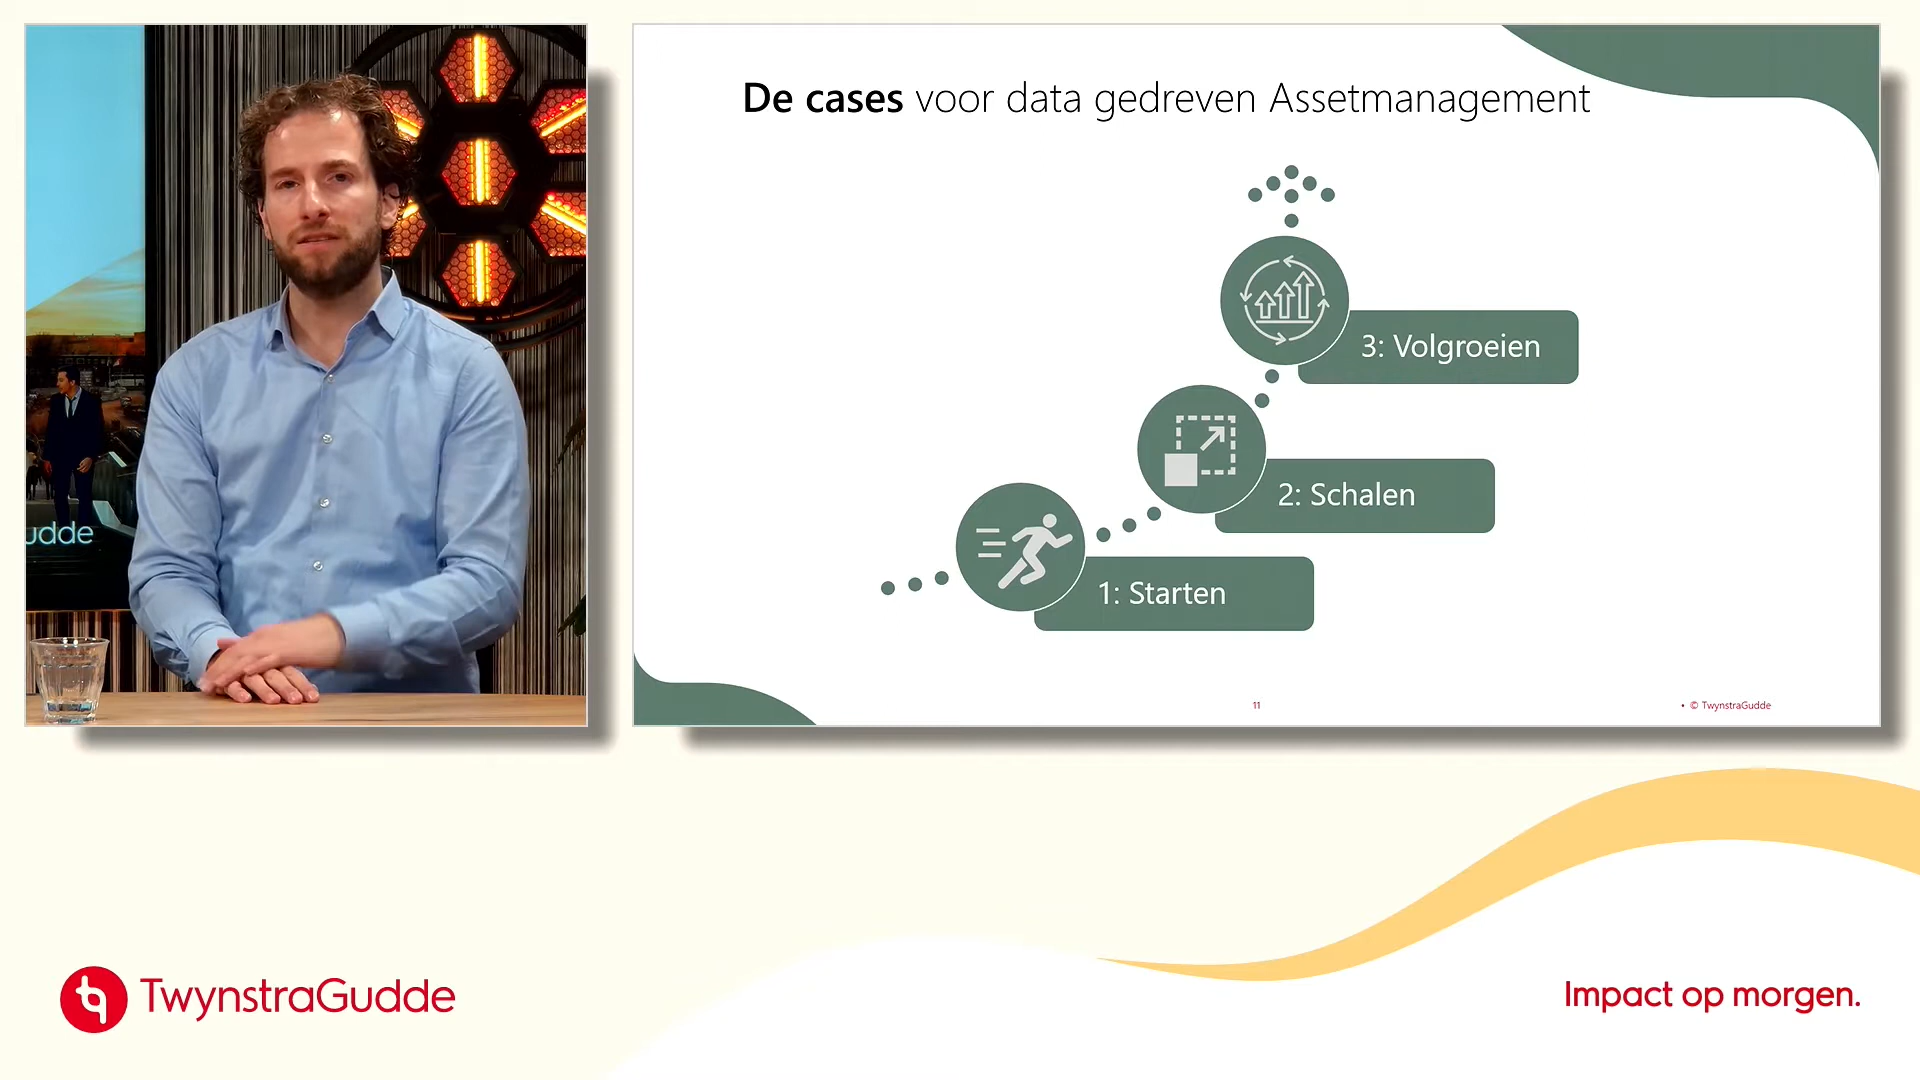 De cases voor data gedreven Assetmanagement
3: Volgroeien
2: Schalen
1: Starten
11
• © TwynstraGudde
udde
TwynstraGudde
Impact op morgen.